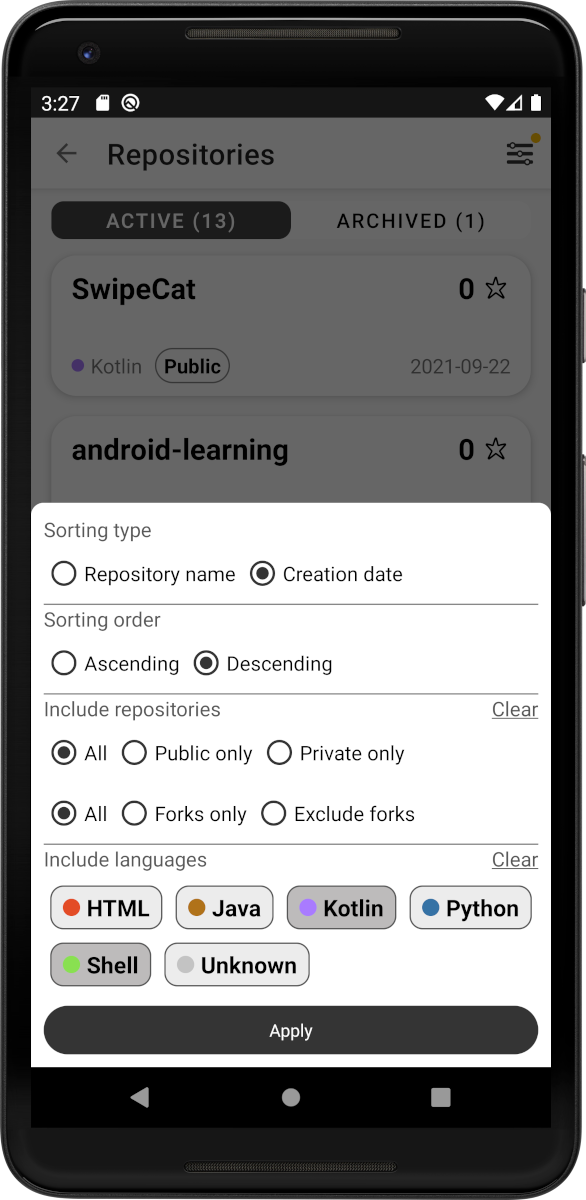 3:27
Repositories
ACTIVE (13) ARCHIVED (1)
SwipeCat 0
Kotlin Public 2021-09-22
android-learning 0
Sorting type
Repository name Creation date
Sorting order
Ascending Descending
Include repositories Clear
All Public only Private only
All Forks only Exclude forks
Include languages Clear
HTML Java Kotlin Python
Shell Unknown
Apply